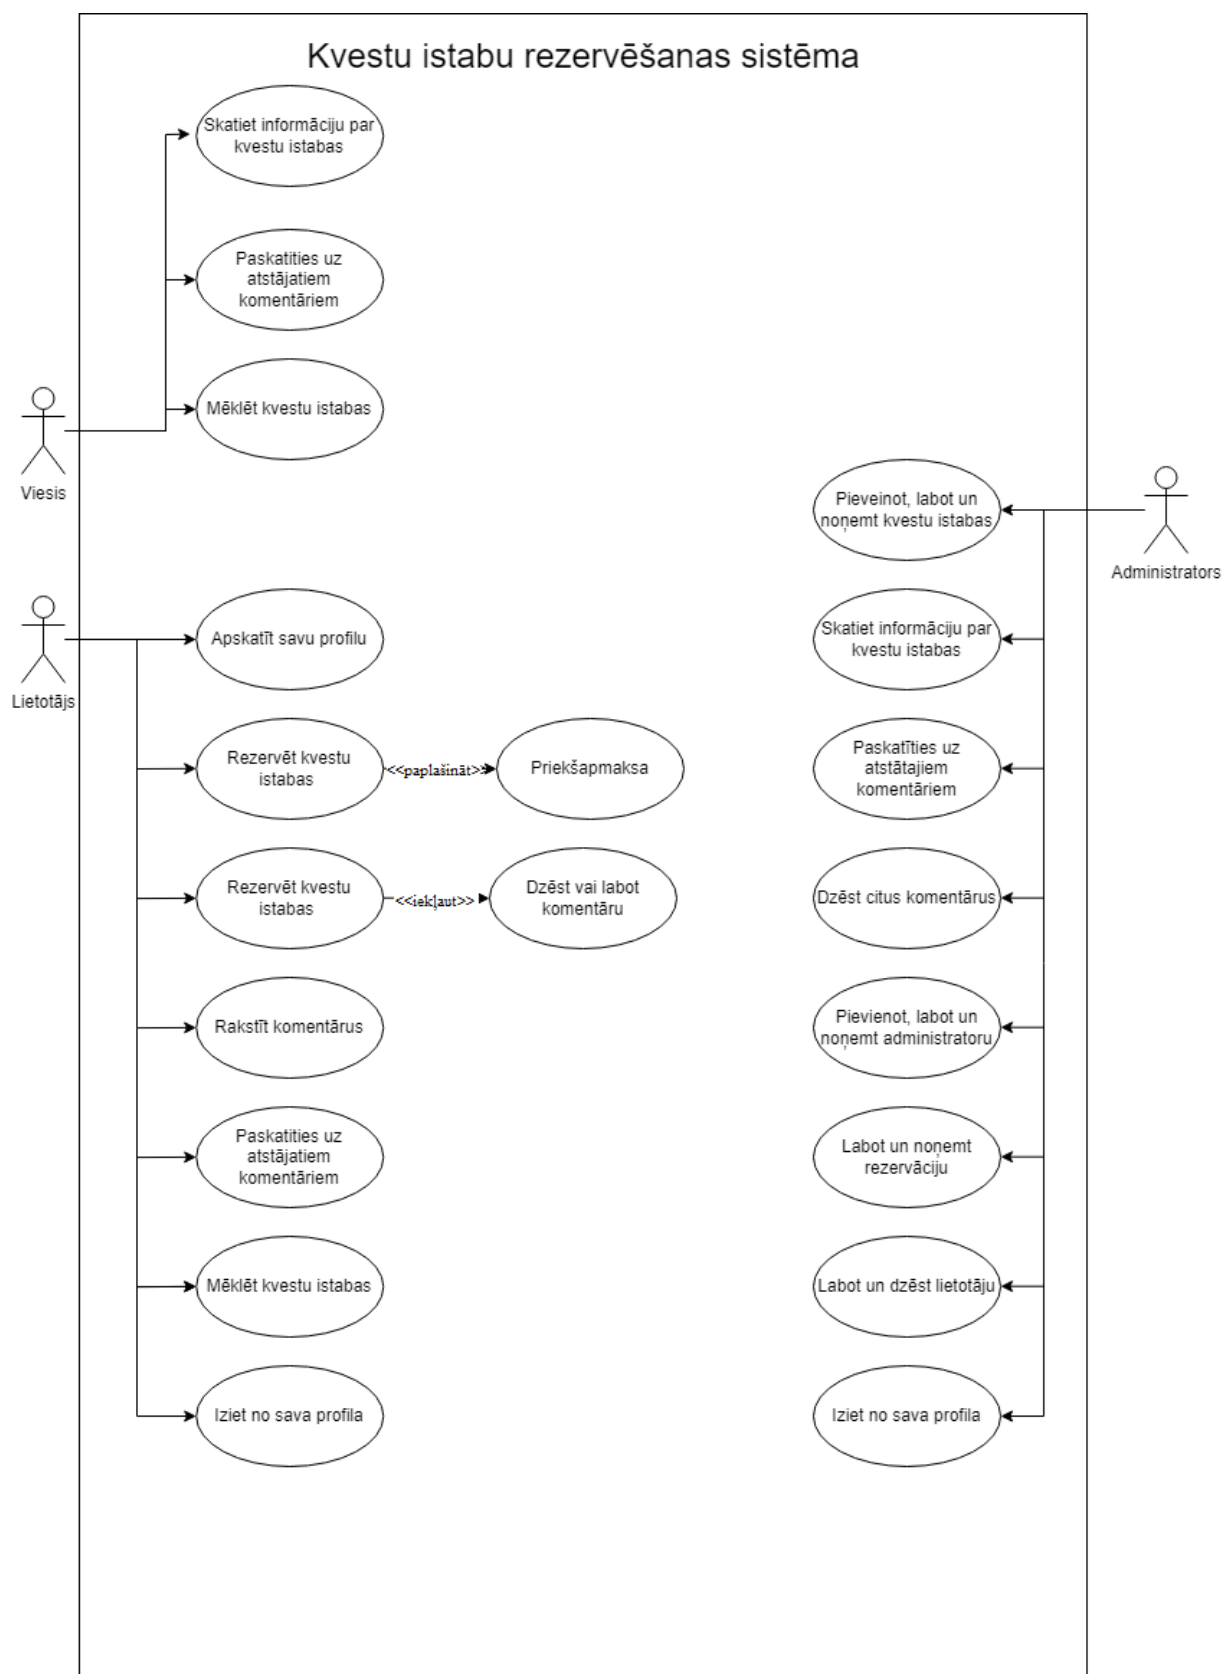 Kvestu istabu rezervēšanas sistēma
Skatiet informāciju par
kvestu istabas
Paskatities uz
atstājatiem
komentāriem
Mēklēt kvestu istabas
Viesis
Pieveinot, labot un
noņemt kvestu istabas
Administrators
Lietotājs
Apskatīt savu profilu
Skatiet informāciju par
kvestu istabas
Rezervēt kvestu
istabas
<<paplašināt>>
Priekšapmaksa
Paskatīties uz
atstātajiem
komentāriem
Rezervēt kvestu
istabas
<<iekļaut>>
Dzēst vai labot
komentāru
Dzēst citus komentārus
Rakstīt komentārus
Pievienot, labot un
noņemt administratoru
Paskatities uz
atstājatiem
komentāriem
Labot un noņemt
rezervāciju
Mēklēt kvestu istabas
Labot un dzēst lietotāju
Iziet no sava profila
Iziet no sava profila